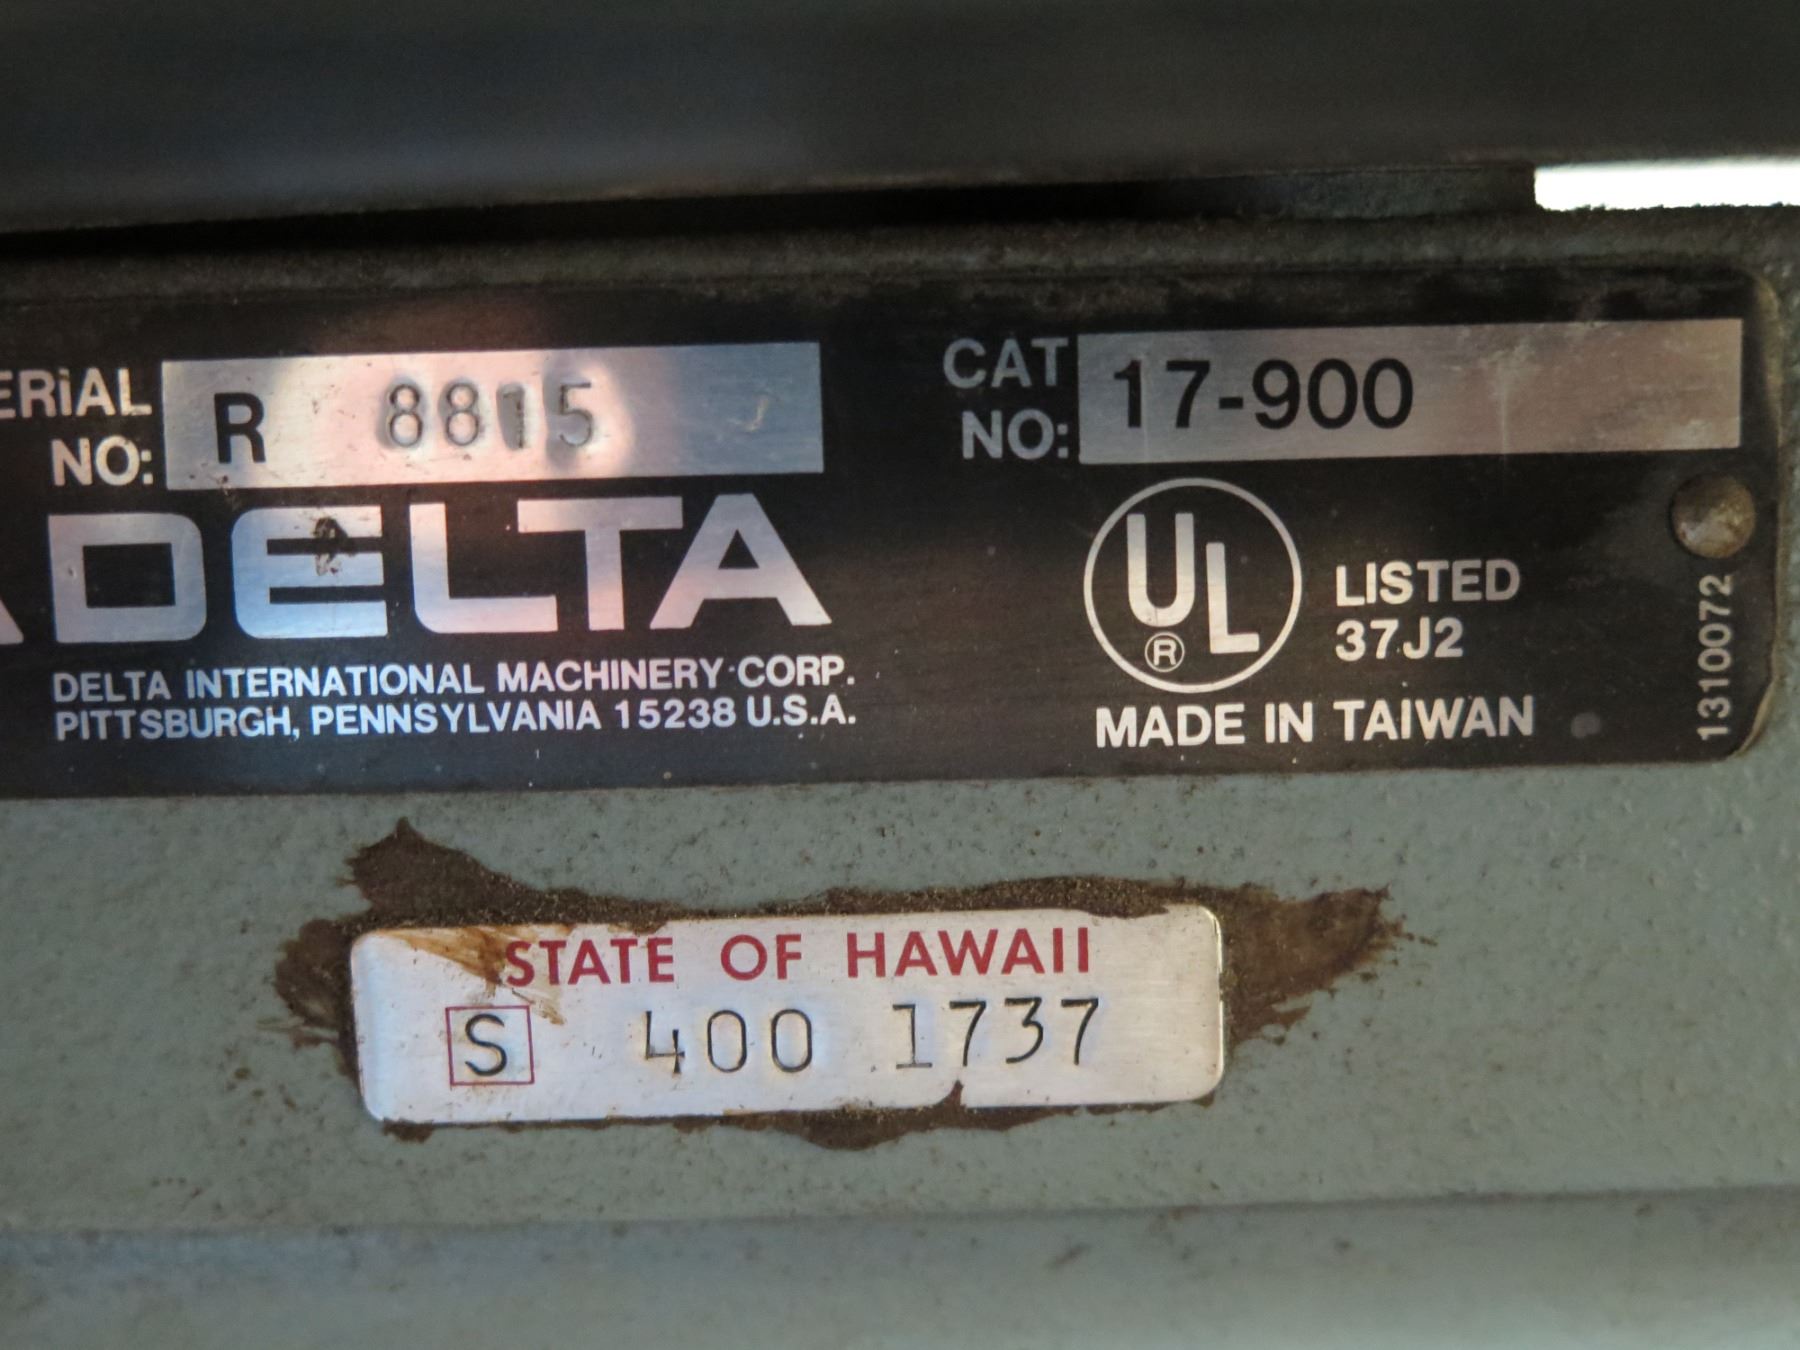 ERIAL NO: R 8815
CAT NO: 17-900
DELTA
DELTA INTERNATIONAL MACHINERY CORP.
PITTSBURGH, PENNSYLVANIA 15238 U.S.A.
UL ® LISTED
37J2
MADE IN TAIWAN
1310072
STATE OF HAWAII
S 400 1737